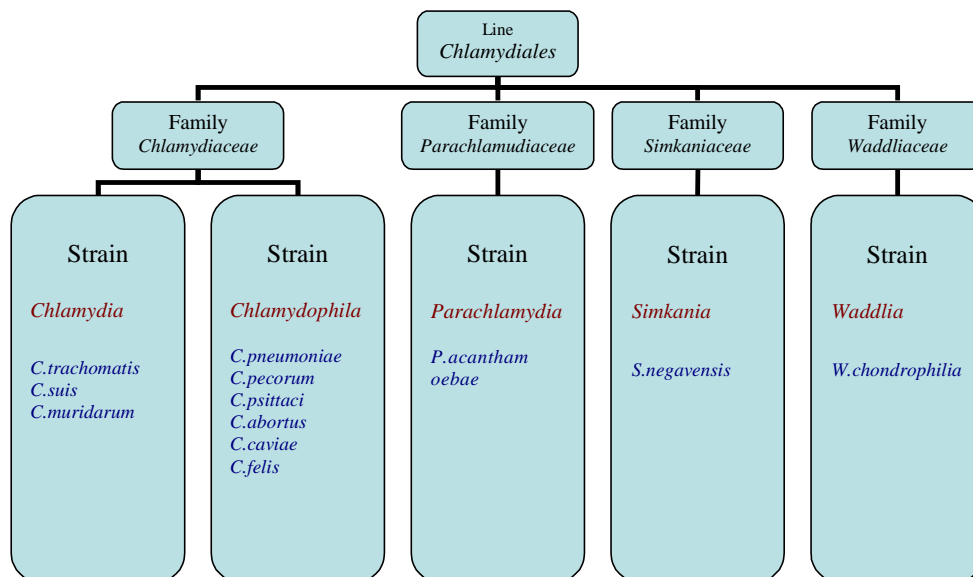 Line
Chlamydiales
Family
Chlamydiaceae
Family
Parachlamudiaceae
Family
Simkaniaceae
Family
Waddliaceae
Strain
Chlamydia
C.trachomatis
C.suis
C.muridarum
Strain
Chlamydophila
C.pneumoniae
C.pecorum
C.psittaci
C.abortus
C.caviae
C.felis
Strain
Parachlamydia
P.acantham
oebae
Strain
Simkania
S.negavensis
Strain
Waddlia
W.chondrophilia